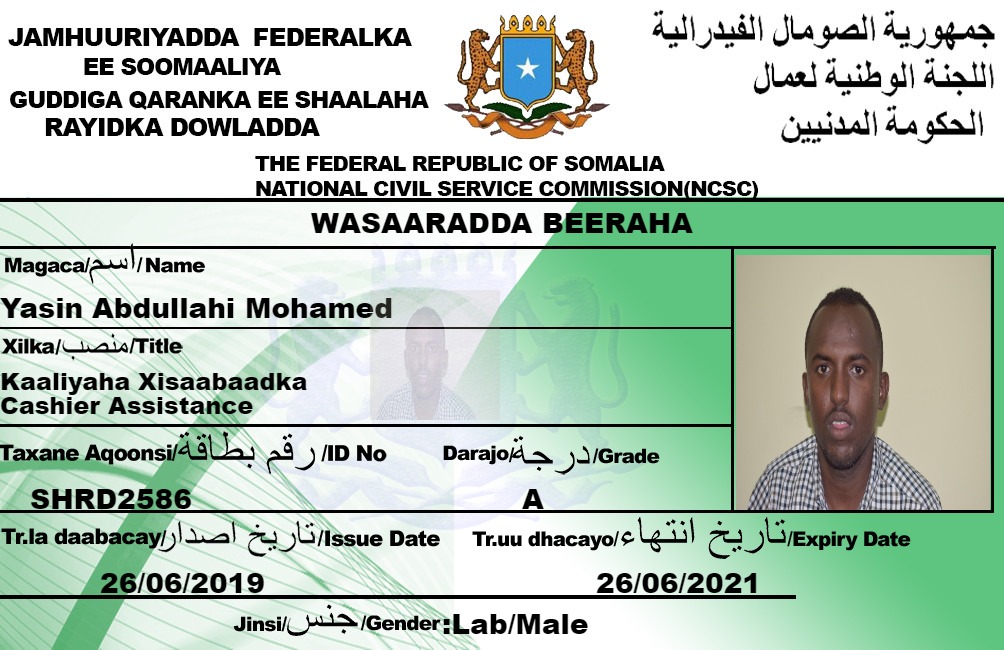 JAMHUURIYADDA FEDERALKA
EE SOOMAALIYA
GUDDIGA QARANKA EE SHAALAHA
RAYIDKA DOWLADDA
جمهورية الصومال الفيدرالية
اللجنة الوطنية لعمال
الحكومة المدنيين
THE FEDERAL REPUBLIC OF SOMALIA
NATIONAL CIVIL SERVICE COMMISSION(NCSC)
WASAARADDA BEERAHA
Magaca/اسم/Name
Yasin Abdullahi Mohamed
Xilka/منصب/Title
Kaaliyaha Xisaabaadka
Cashier Assistance
Taxane Aqoonsi/رقم بطاقة/ID No
Darajo/درجة/Grade
SHRD2586
A
Tr.la daabacay/تاريخ اصدار/Issue Date
Tr.uu dhacayo/تاريخ انتهاء/Expiry Date
26/06/2019
26/06/2021
Jinsi/جنس/Gender:Lab/Male